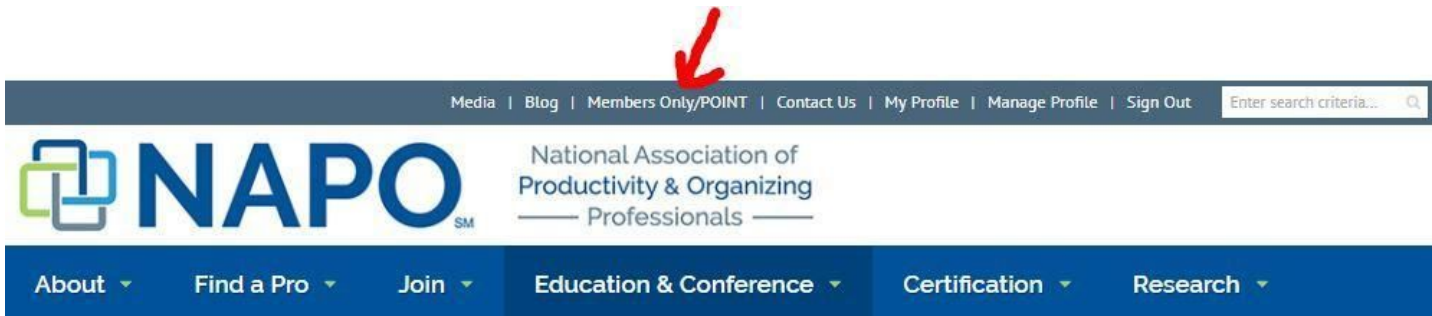 Media | Blog | Members Only/POINT | Contact Us | My Profile | Manage Profile | Sign Out Enter search criteria...
NAPO SM
National Association of
Productivity & Organizing
Professionals
About Find a Pro Join Education & Conference Certification Research